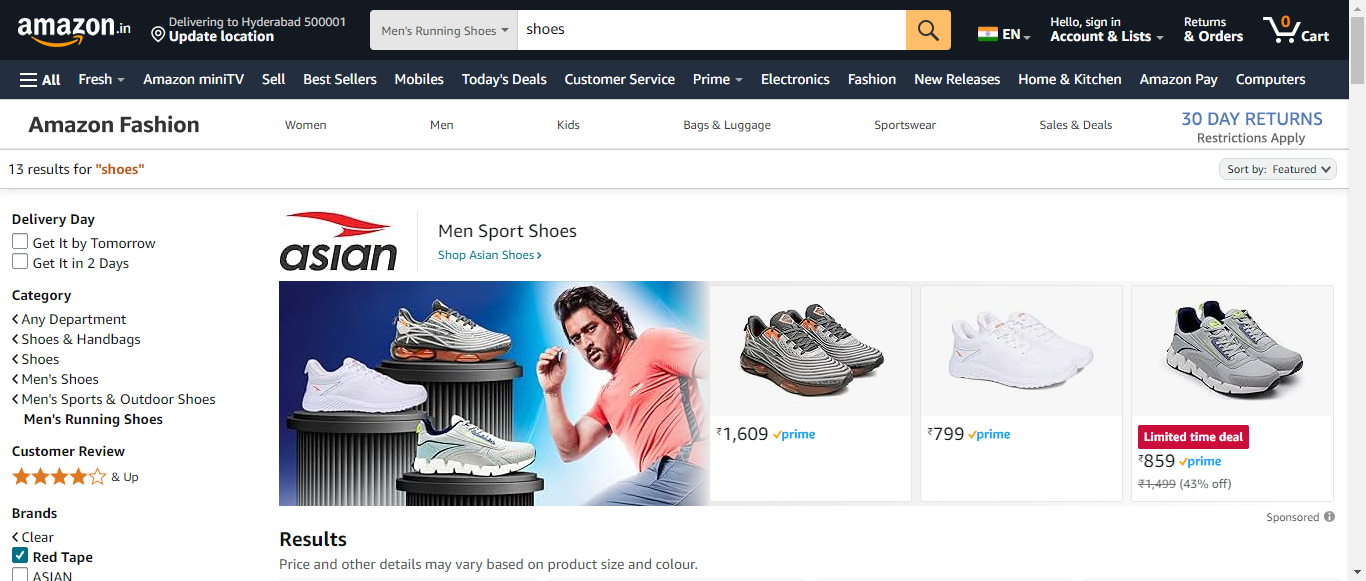 amazon.in
Delivering to Hyderabad 500001
Update location
Men's Running Shoes
shoes
EN
Hello, sign in
Account & Lists
Returns
& Orders
0
Cart
All
Fresh
Amazon miniTV
Sell
Best Sellers
Mobiles
Today's Deals
Customer Service
Prime
Electronics
Fashion
New Releases
Home & Kitchen
Amazon Pay
Computers
Amazon Fashion
Women
Men
Kids
Bags & Luggage
Sportswear
Sales & Deals
30 DAY RETURNS
Restrictions Apply
13 results for "shoes"
Sort by: Featured
Delivery Day
Get It by Tomorrow
Get It in 2 Days
Category
Any Department
Shoes & Handbags
Shoes
Men's Shoes
Men's Sports & Outdoor Shoes
Men's Running Shoes
Customer Review
& Up
Brands
Clear
Red Tape
ASIAN
asian
Men Sport Shoes
Shop Asian Shoes ›
₹1,609 prime
₹799 prime
Limited time deal
₹859 prime
₹1,499 (43% off)
Sponsored
Results
Price and other details may vary based on product size and colour.